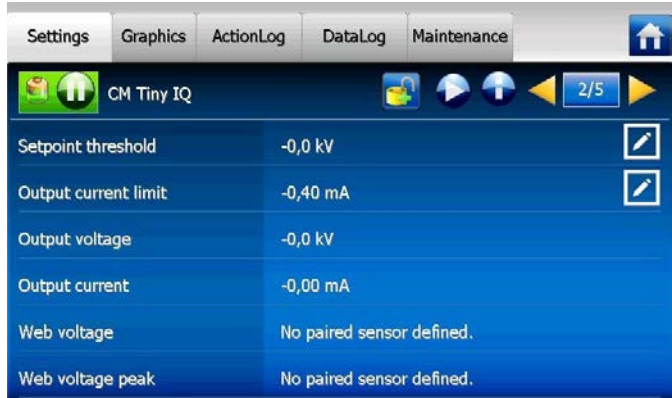 Settings Graphics ActionLog DataLog Maintenance
CM Tiny IQ 2/5
Setpoint threshold -0,0 kV
Output current limit -0,40 mA
Output voltage -0,0 kV
Output current -0,00 mA
Web voltage No paired sensor defined.
Web voltage peak No paired sensor defined.